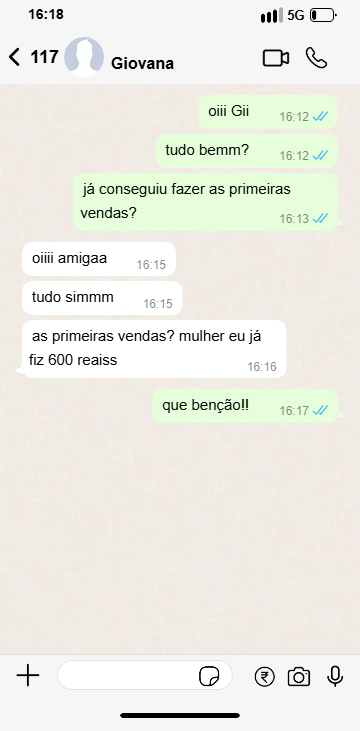 16:18
5G
117
Giovana
oiii Gii
16:12
tudo bemm?
16:12
já conseguiu fazer as primeiras
vendas?
16:13
oiiii amigaa
16:15
tudo simmm
16:15
as primeiras vendas? mulher eu já
fiz 600 reaiss
16:16
que benção!!
16:17